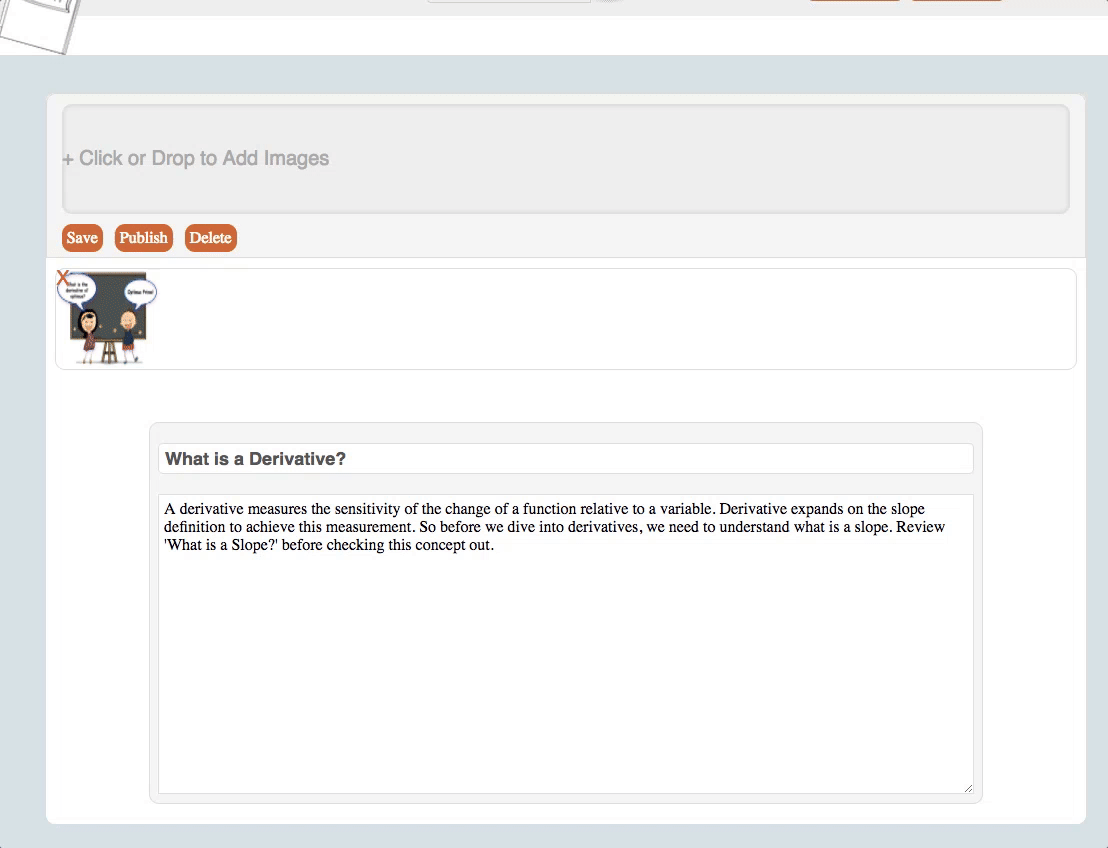 + Click or Drop to Add Images
Save Publish Delete
X
What is the
derivative of
optimus?
Optimus Prime!
What is a Derivative?
A derivative measures the sensitivity of the change of a function relative to a variable. Derivative expands on the slope
definition to achieve this measurement. So before we dive into derivatives, we need to understand what is a slope. Review
'What is a Slope?' before checking this concept out.